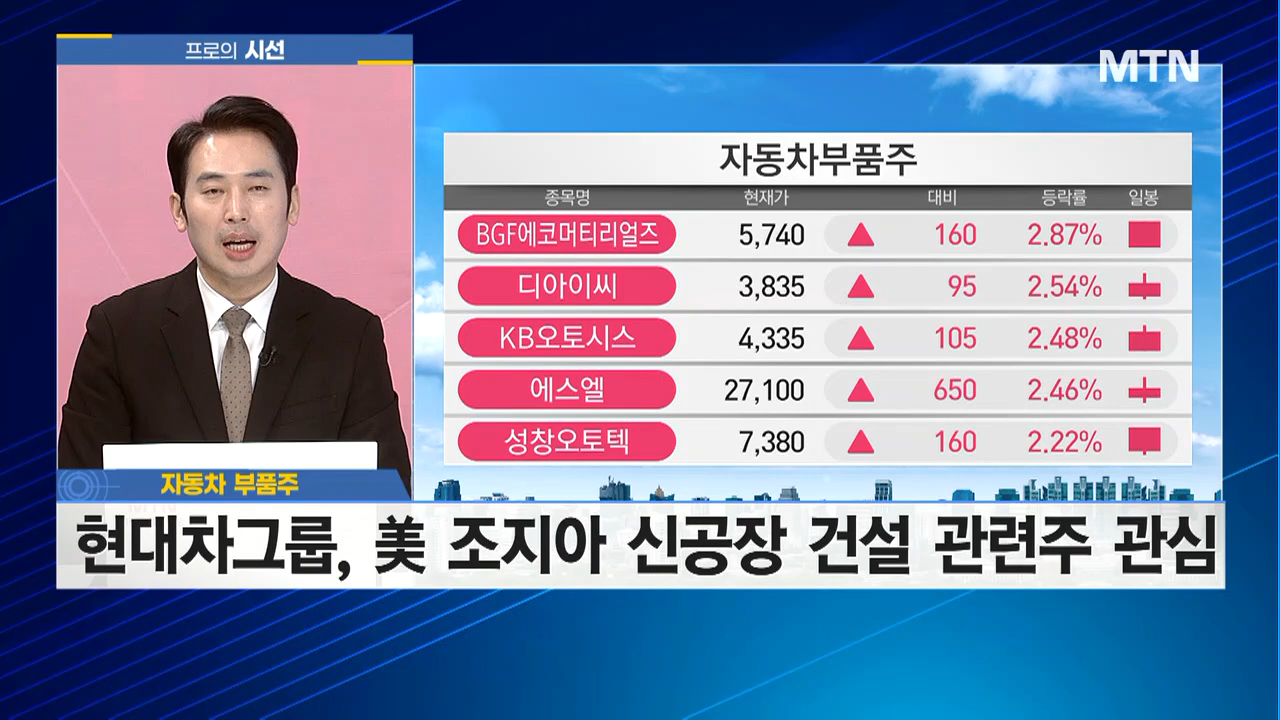 프로의 시선
MTN
자동차부품주
종목명 현재가 대비 등락률 일봉
BGF에코머티리얼즈 5,740 ▲ 160 2.87%
디아이씨 3,835 ▲ 95 2.54%
KB오토시스 4,335 ▲ 105 2.48%
에스엘 27,100 ▲ 650 2.46%
성창오토텍 7,380 ▲ 160 2.22%
자동차 부품주
현대차그룹, 美 조지아 신공장 건설 관련주 관심